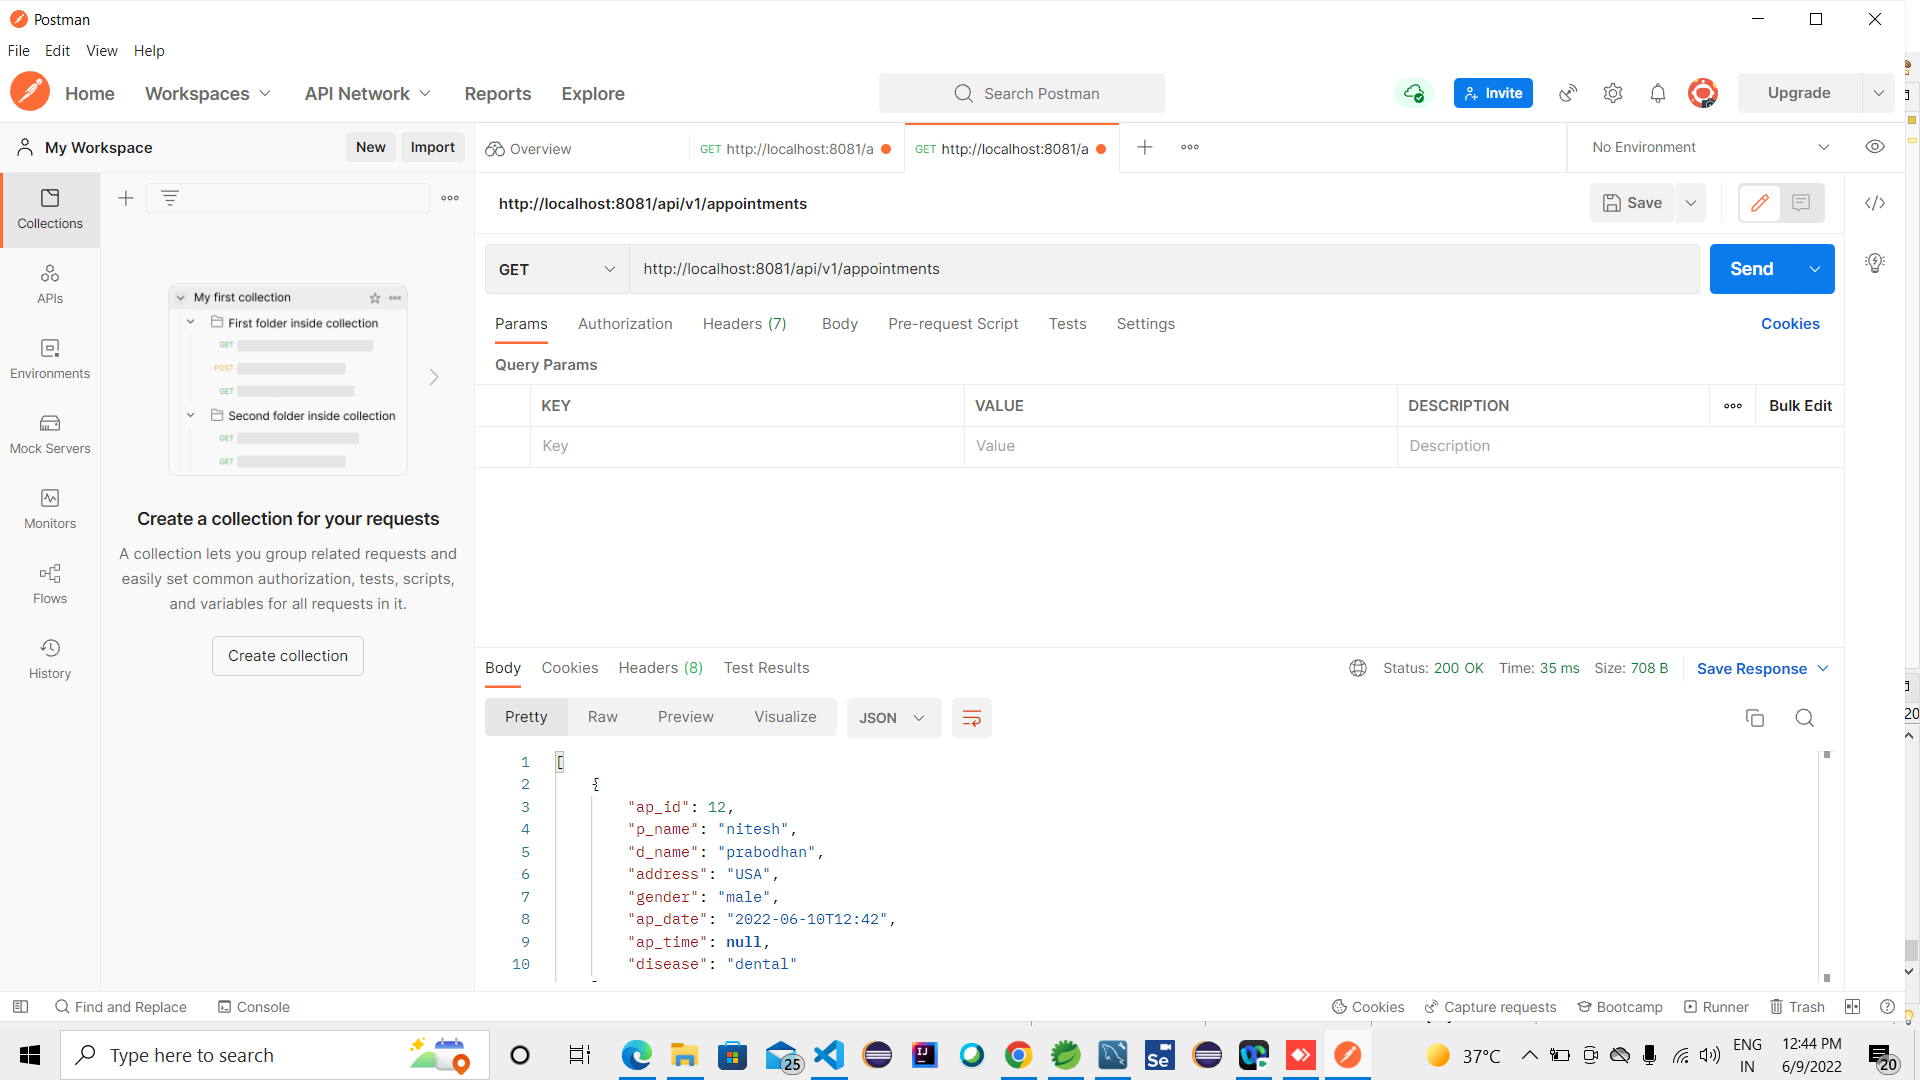 Postman
File Edit View Help
Home Workspaces API Network Reports Explore Search Postman Invite Upgrade
My Workspace New Import Overview GET http://localhost:8081/a GET http://localhost:8081/a No Environment
Collections
APIs
Environments
Mock Servers
Monitors
Flows
History
My first collection
First folder inside collection
GET
POST
GET
Second folder inside collection
GET
GET
Create a collection for your requests
A collection lets you group related requests and
easily set common authorization, tests, scripts,
and variables for all requests in it.
Create collection
http://localhost:8081/api/v1/appointments Save
GET http://localhost:8081/api/v1/appointments Send
Params Authorization Headers (7) Body Pre-request Script Tests Settings Cookies
Query Params
KEY VALUE DESCRIPTION Bulk Edit
Key Value Description
Body Cookies Headers (8) Test Results Status: 200 OK Time: 35 ms Size: 708 B Save Response
Pretty Raw Preview Visualize JSON
1 [
2 {
3 "ap_id": 12,
4 "p_name": "nitesh",
5 "d_name": "prabodhan",
6 "address": "USA",
7 "gender": "male",
8 "ap_date": "2022-06-10T12:42",
9 "ap_time": null,
10 "disease": "dental"
20
Find and Replace Console Cookies Capture requests Bootcamp Runner Trash
Type here to search 25 37°C ENG
IN
12:44 PM
6/9/2022
20